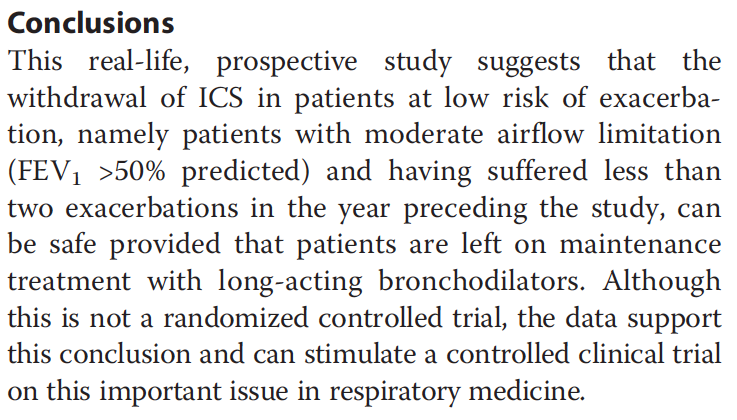 Conclusions
This real-life, prospective study suggests that the
withdrawal of ICS in patients at low risk of exacerba-
tion, namely patients with moderate airflow limitation
(FEV₁ >50% predicted) and having suffered less than
two exacerbations in the year preceding the study, can
be safe provided that patients are left on maintenance
treatment with long-acting bronchodilators. Although
this is not a randomized controlled trial, the data support
this conclusion and can stimulate a controlled clinical trial
on this important issue in respiratory medicine.